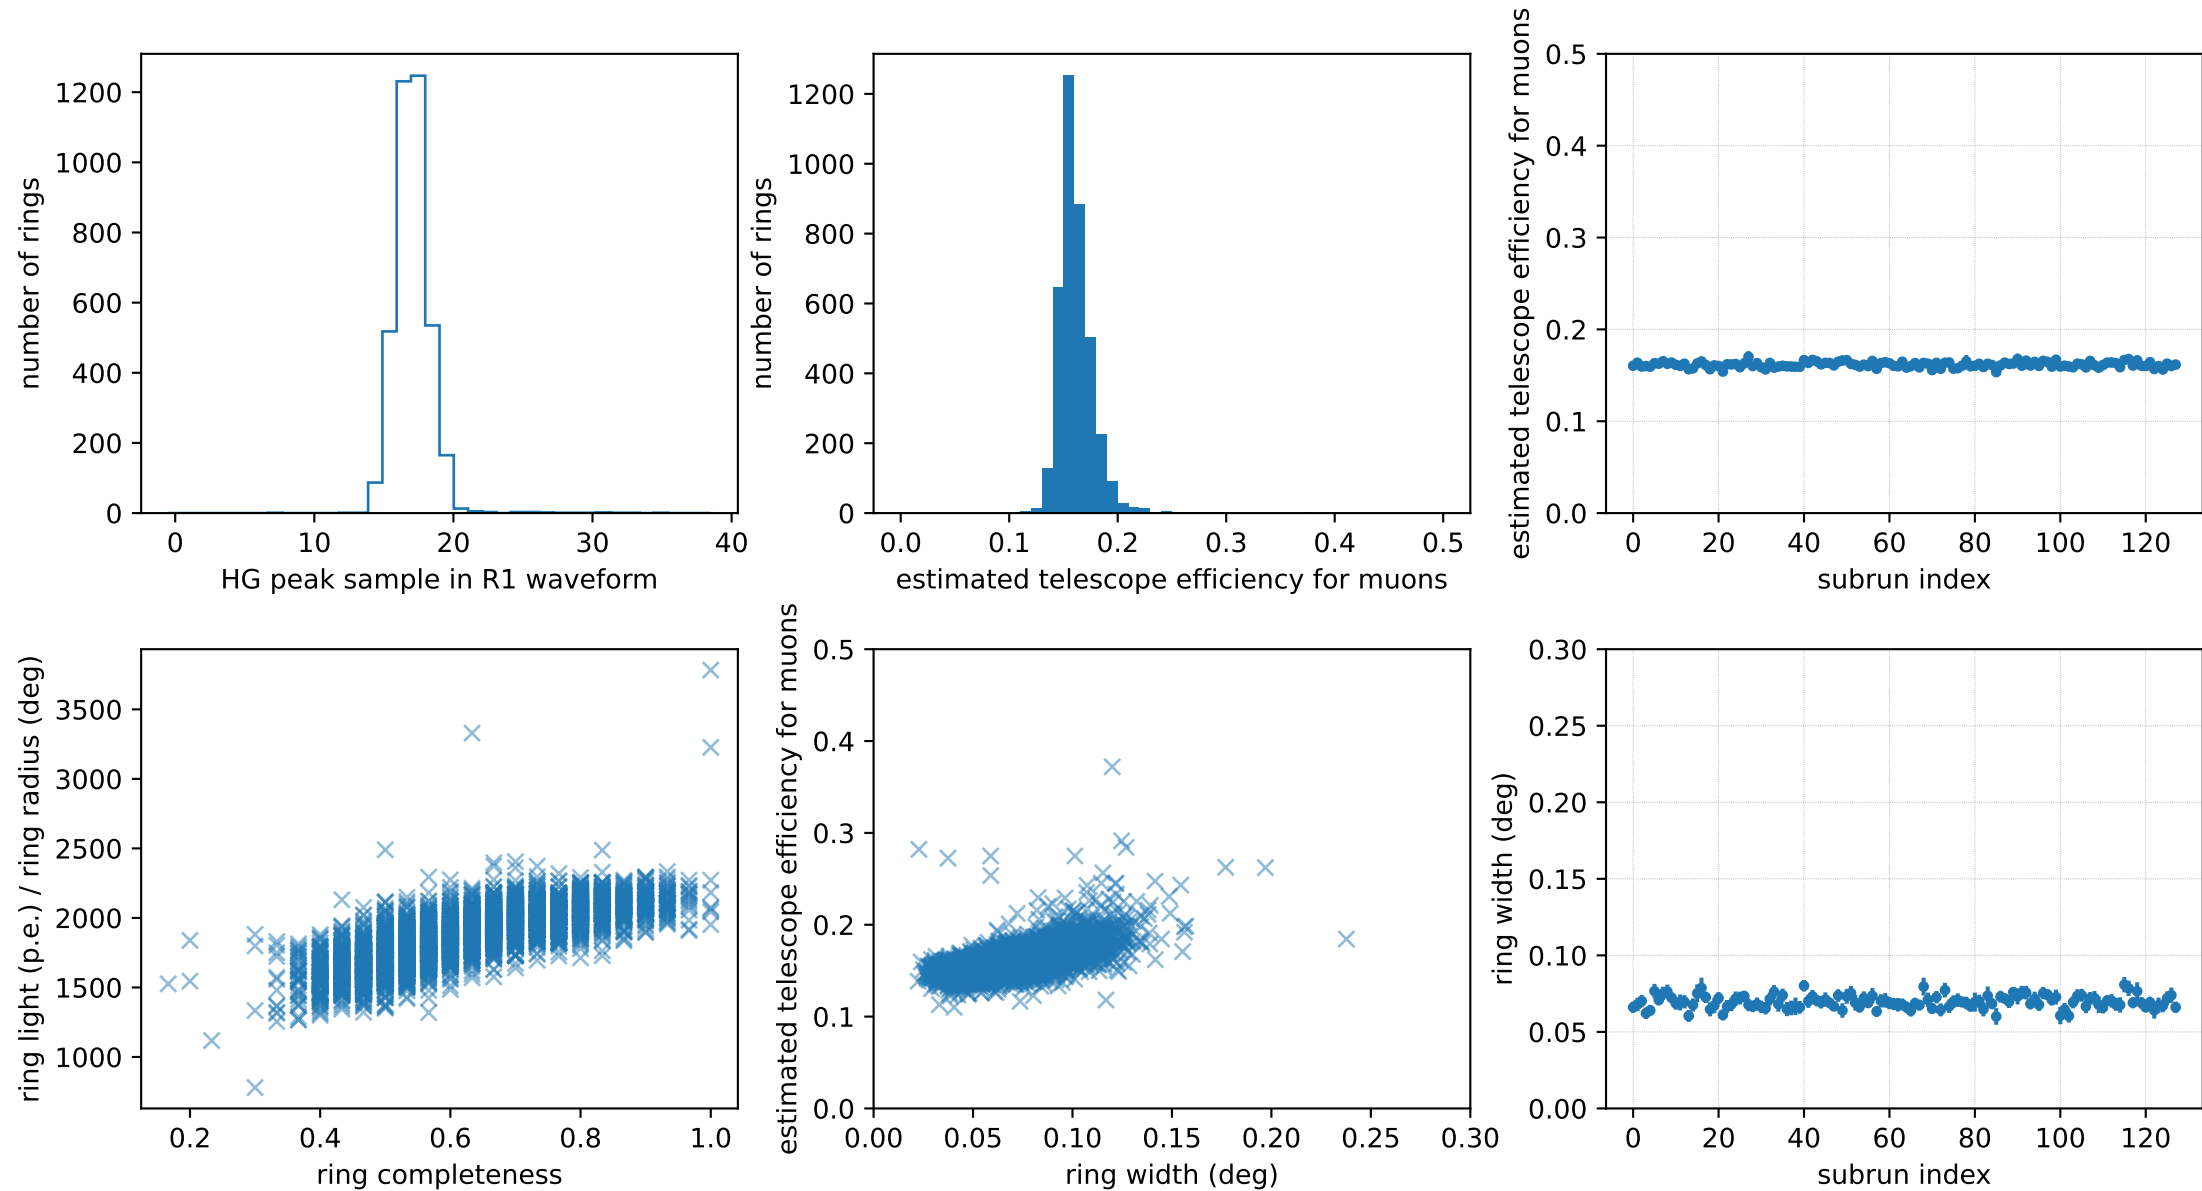 number of rings
1200
1000
800
600
400
200
0
0 10 20 30 40
HG peak sample in R1 waveform
number of rings
1200
1000
800
600
400
200
0
0.0 0.1 0.2 0.3 0.4 0.5
estimated telescope efficiency for muons
estimated telescope efficiency for muons
0.5
0.4
0.3
0.2
0.1
0.0
0 20 40 60 80 100 120
subrun index
ring light (p.e.) / ring radius (deg)
3500
3000
2500
2000
1500
1000
0.2 0.4 0.6 0.8 1.0
ring completeness
estimated telescope efficiency for muons
0.5
0.4
0.3
0.2
0.1
0.0
0.00 0.05 0.10 0.15 0.20 0.25 0.30
ring width (deg)
ring width (deg)
0.30
0.25
0.20
0.15
0.10
0.05
0.00
0 20 40 60 80 100 120
subrun index